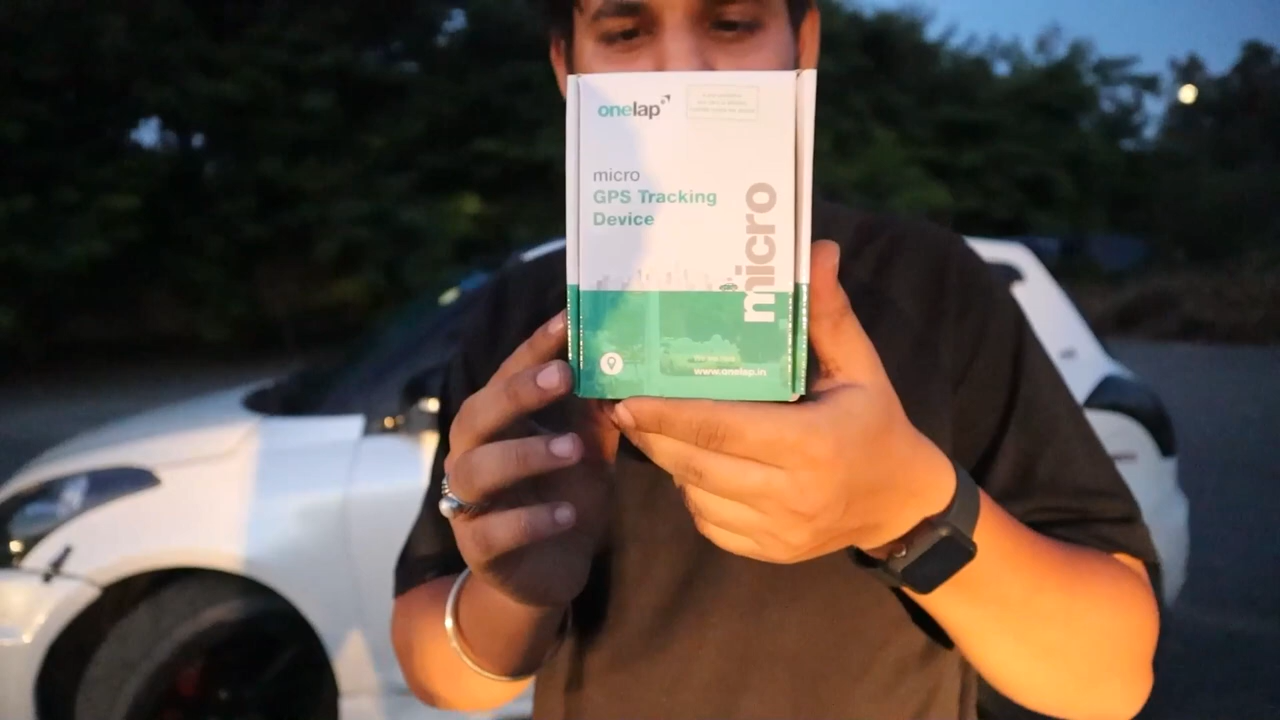 onelap
micro
GPS Tracking
Device
micro
www.onelap.in